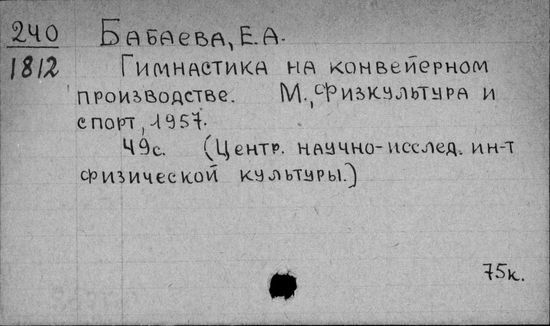 240 Бабаева, Е.А.
1812 Гимнастика на конвейерном
производстве. М., Физкультура и
спорт, 1957.
49с. (Центр. научно-исслед. ин-т
физической культуры.)
75к.